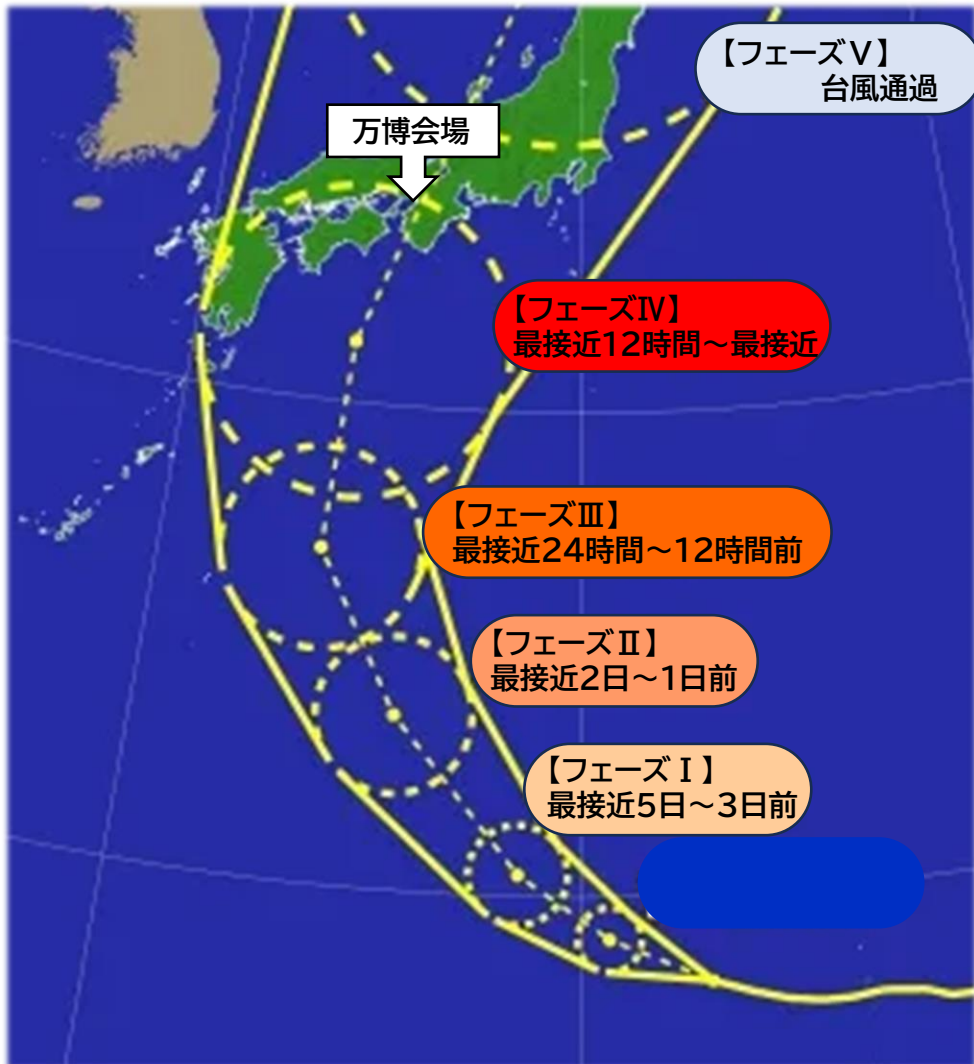 【フェーズⅤ】
台風通過
万博会場
【フェーズⅣ】
最接近12時間～最接近
【フェーズⅢ】
最接近24時間～12時間前
【フェーズⅡ】
最接近2日～1日前
【フェーズⅠ】
最接近5日～3日前